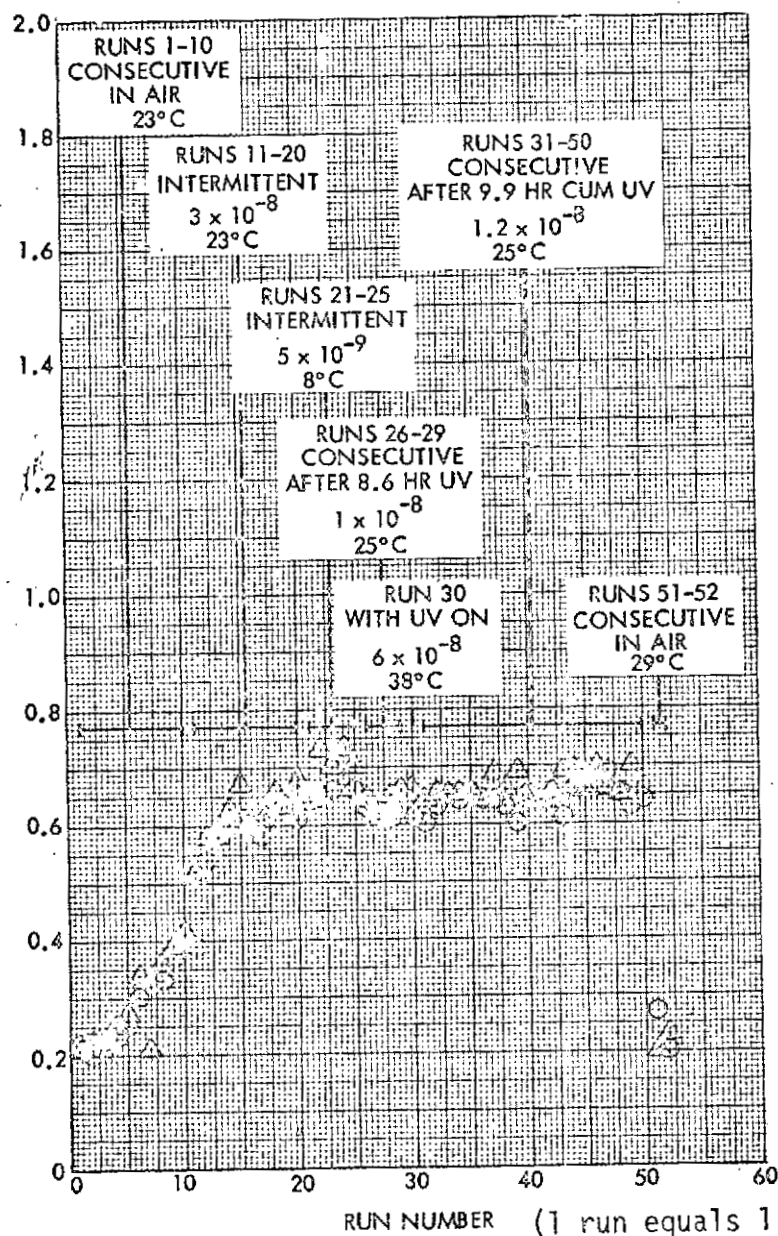 2.0
RUNS 1-10
CONSECUTIVE
IN AIR
23°C
1.8
RUNS 11-20
INTERMITTENT
3 x 10⁻⁸
23°C
RUNS 31-50
CONSECUTIVE
AFTER 9.9 HR CUM UV
1.2 x 10⁻⁸
25°C
1.6
RUNS 21-25
INTERMITTENT
5 x 10⁻⁹
8°C
1.4
RUNS 26-29
CONSECUTIVE
AFTER 8.6 HR UV
1 x 10⁻⁸
25°C
1.2
1.0
RUN 30
WITH UV ON
6 x 10⁻⁸
38°C
RUNS 51-52
CONSECUTIVE
IN AIR
29°C
0.8
0.6
0.4
0.2
0
0 10 20 30 40 50 60
RUN NUMBER (1 run equals 1